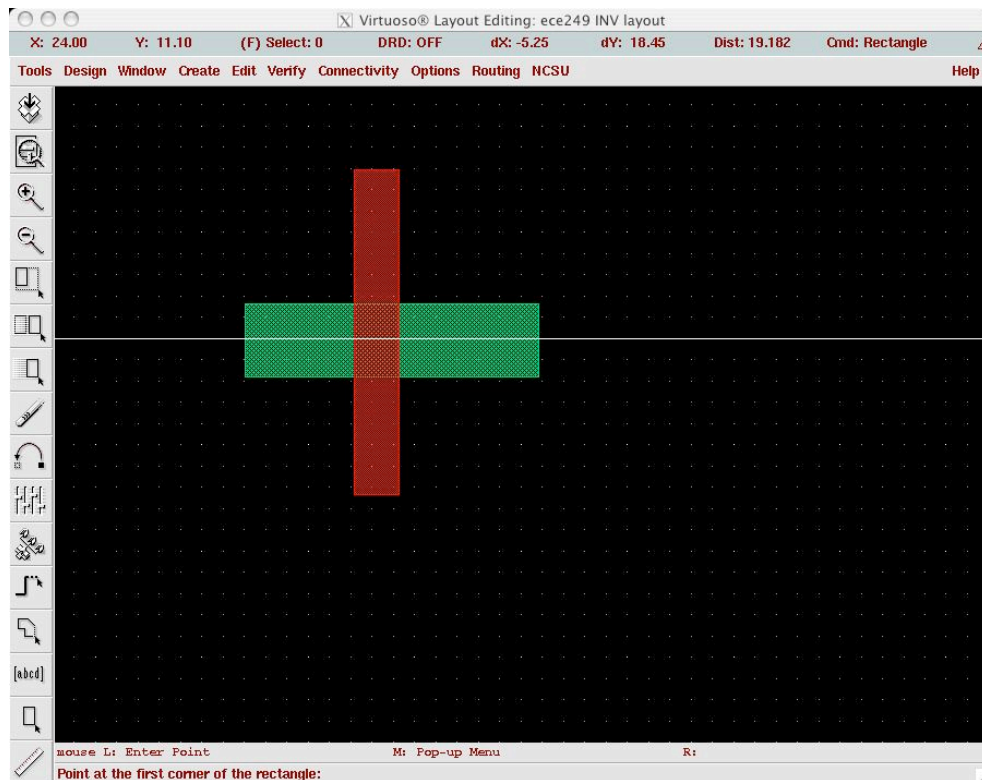 X Virtuoso® Layout Editing: ece249 INV layout
X: 24.00 Y: 11.10 (F) Select: 0 DRD: OFF dX: -5.25 dY: 18.45 Dist: 19.182 Cmd: Rectangle
Tools Design Window Create Edit Verify Connectivity Options Routing NCSU Help
[abcd]
mouse L: Enter Point M: Pop-up Menu R:
Point at the first corner of the rectangle: